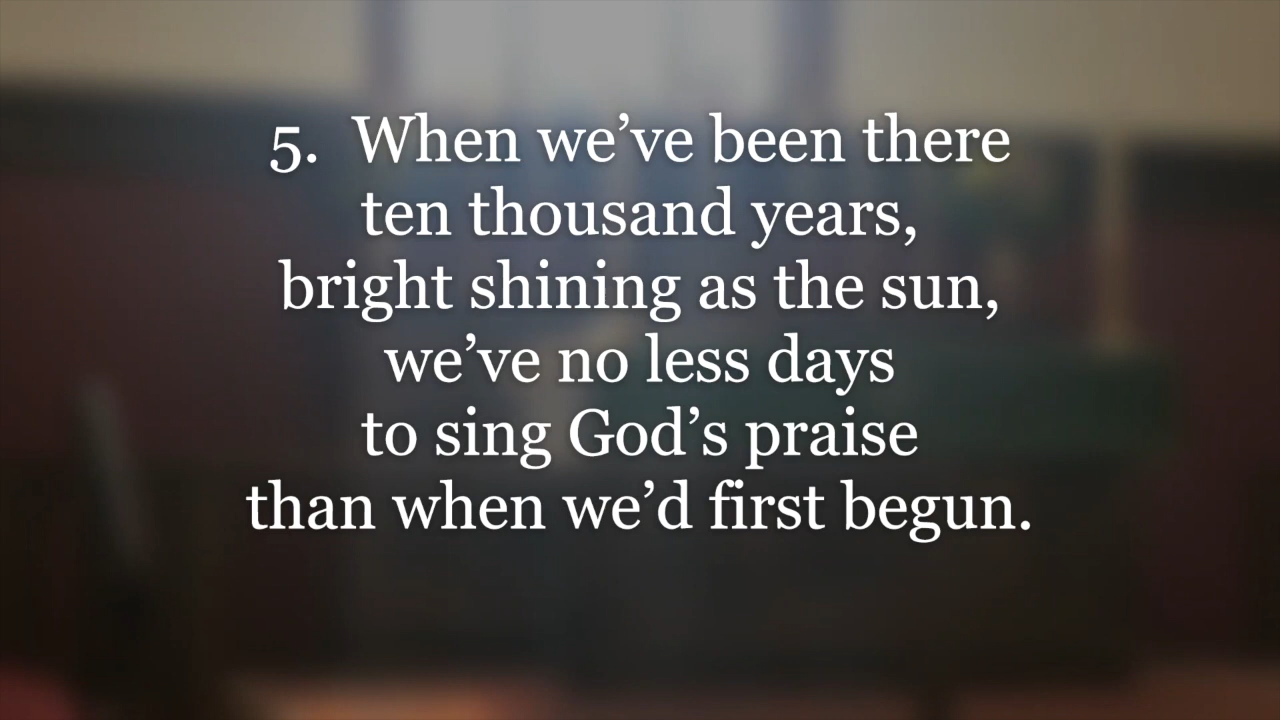 5.  When we’ve been there
ten thousand years,
bright shining as the sun,
we’ve no less days
to sing God’s praise
than when we’d first begun.